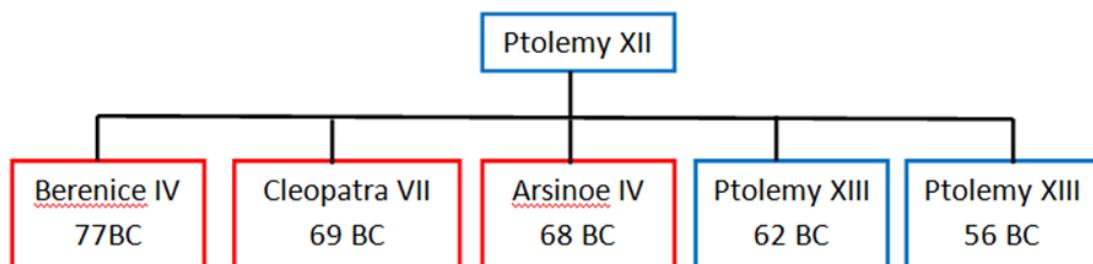 Ptolemy XII
Berenice IV
77BC
Cleopatra VII
69 BC
Arsinoe IV
68 BC
Ptolemy XIII
62 BC
Ptolemy XIII
56 BC